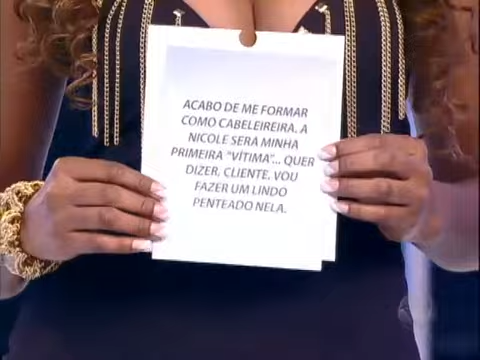 ACABO DE ME FORMAR
COMO CABELEIREIRA. A
NICOLE SERÁ MINHA
PRIMEIRA "VÍTIMA"... QUER
DIZER, CLIENTE. VOU
FAZER UM LINDO
PENTEADO NELA.